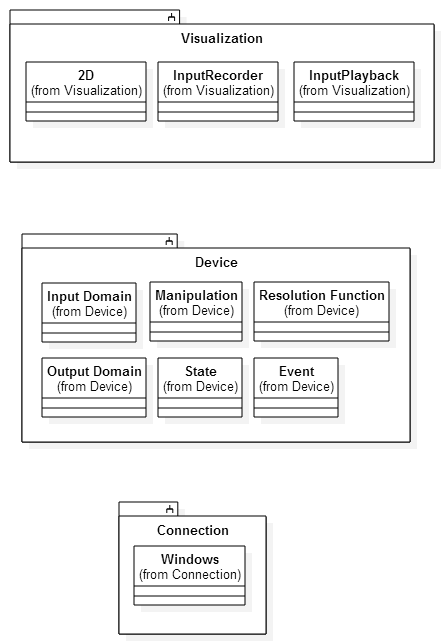 Visualization
2D
(from Visualization)
InputRecorder
(from Visualization)
InputPlayback
(from Visualization)
Device
Input Domain
(from Device)
Manipulation
(from Device)
Resolution Function
(from Device)
Output Domain
(from Device)
State
(from Device)
Event
(from Device)
Connection
Windows
(from Connection)